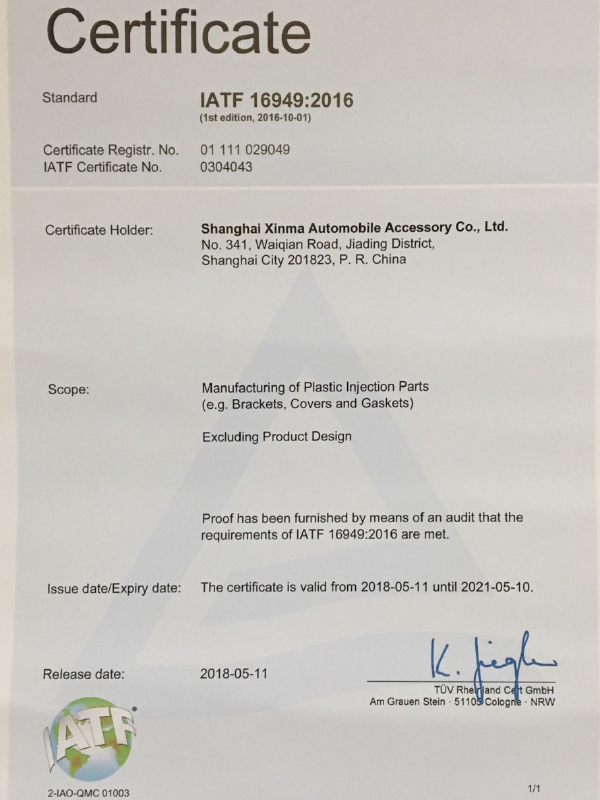 Certificate
Standard
IATF 16949:2016
(1st edition, 2016-10-01)
Certificate Registr. No.
01 111 029049
IATF Certificate No.
0304043
Certificate Holder:
Shanghai Xinma Automobile Accessory Co., Ltd.
No. 341, Waiqian Road, Jiading District,
Shanghai City 201823, P. R. China
Scope:
Manufacturing of Plastic Injection Parts
(e.g. Brackets, Covers and Gaskets)
Excluding Product Design
Proof has been furnished by means of an audit that the
requirements of IATF 16949:2016 are met.
Issue date/Expiry date:
The certificate is valid from 2018-05-11 until 2021-05-10.
Release date:
2018-05-11
TÜV Rheinland Cert GmbH
Am Grauen Stein · 51105 Cologne · NRW
IATF
2-IAO-QMC 01003
1/1